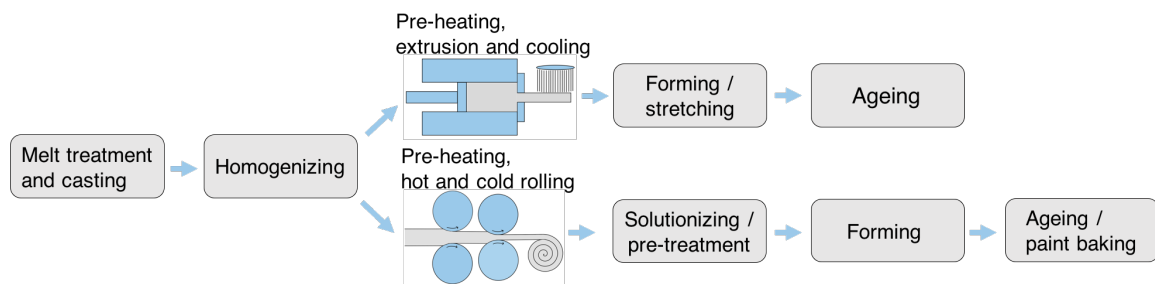 Melt treatment
and casting
Homogenizing
Pre-heating,
extrusion and cooling
Forming /
stretching
Ageing
Pre-heating,
hot and cold rolling
Solutionizing /
pre-treatment
Forming
Ageing /
paint baking